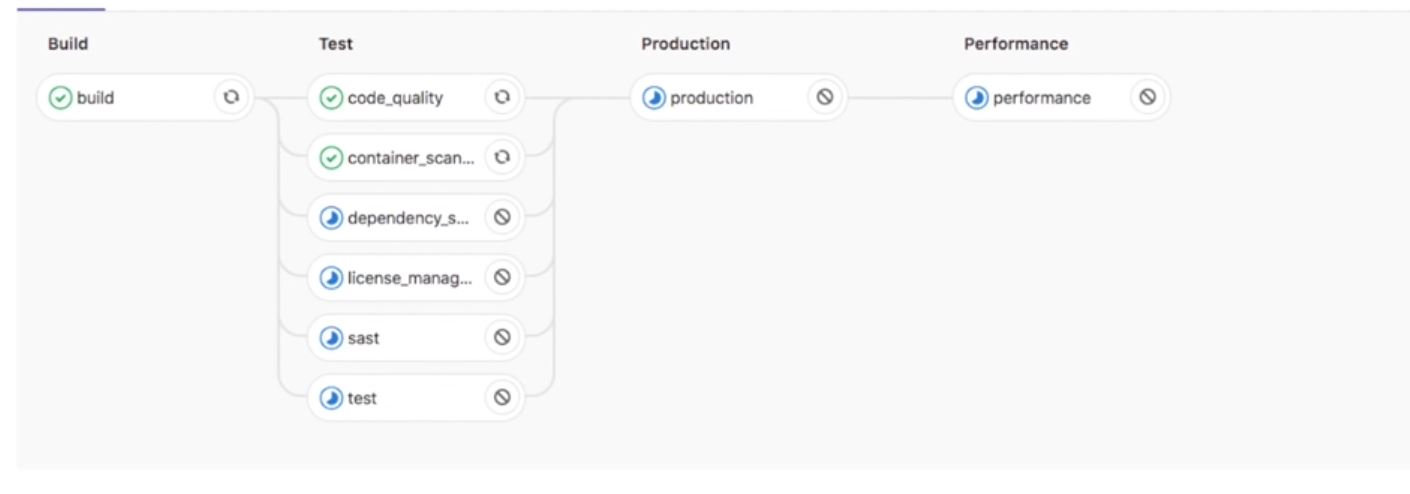 Build
Test
Production
Performance
build
code_quality
production
performance
container_scan...
dependency_s...
license_manag...
sast
test